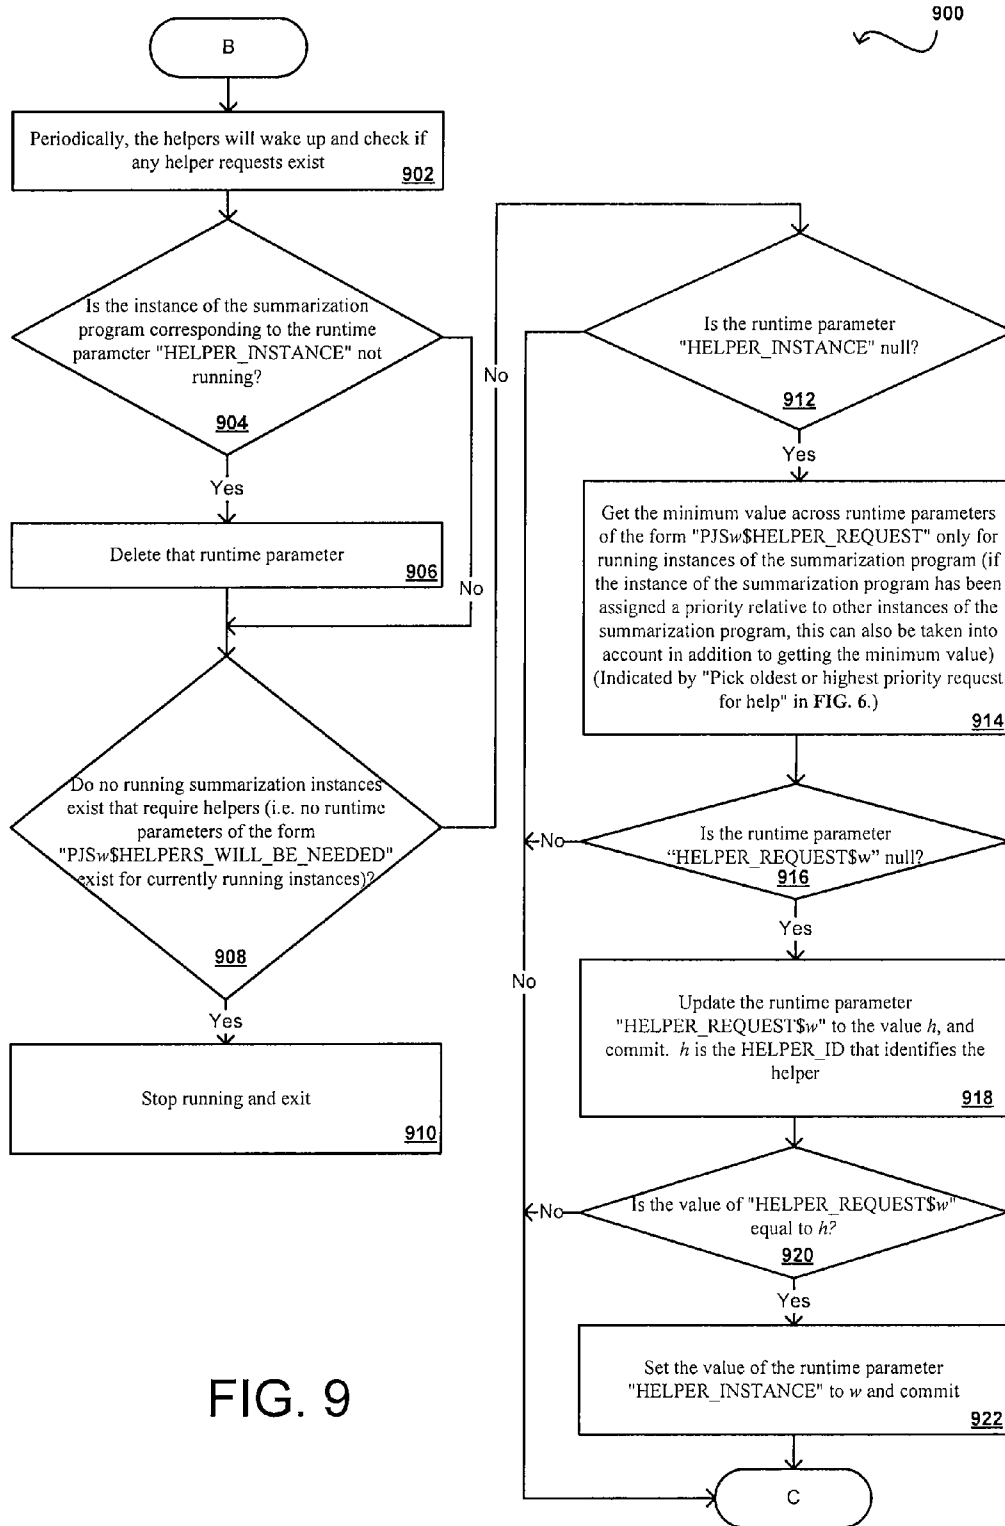 900
B
Periodically, the helpers will wake up and check if
any helper requests exist
902
Is the instance of the summarization
program corresponding to the runtime
parameter "HELPER_INSTANCE" not
running?
904
Yes
No
Delete that runtime parameter
906
Do no running summarization instances
exist that require helpers (i.e. no runtime
parameters of the form
"PJSw$HELPERS_WILL_BE_NEEDED"
exist for currently running instances)?
908
No
Yes
Stop running and exit
910
Is the runtime parameter
"HELPER_INSTANCE" null?
912
No
Yes
Get the minimum value across runtime parameters
of the form "PJSw$HELPER_REQUEST" only for
running instances of the summarization program (if
the instance of the summarization program has been
assigned a priority relative to other instances of the
summarization program, this can also be taken into
account in addition to getting the minimum value)
(Indicated by "Pick oldest or highest priority request
for help" in FIG. 6.)
914
Is the runtime parameter
“HELPER_REQUEST$w” null?
916
No
Yes
Update the runtime parameter
"HELPER_REQUEST$w" to the value h, and
commit. h is the HELPER_ID that identifies the
helper
918
Is the value of "HELPER_REQUEST$w"
equal to h?
920
No
Yes
Set the value of the runtime parameter
"HELPER_INSTANCE" to w and commit
922
C
FIG. 9